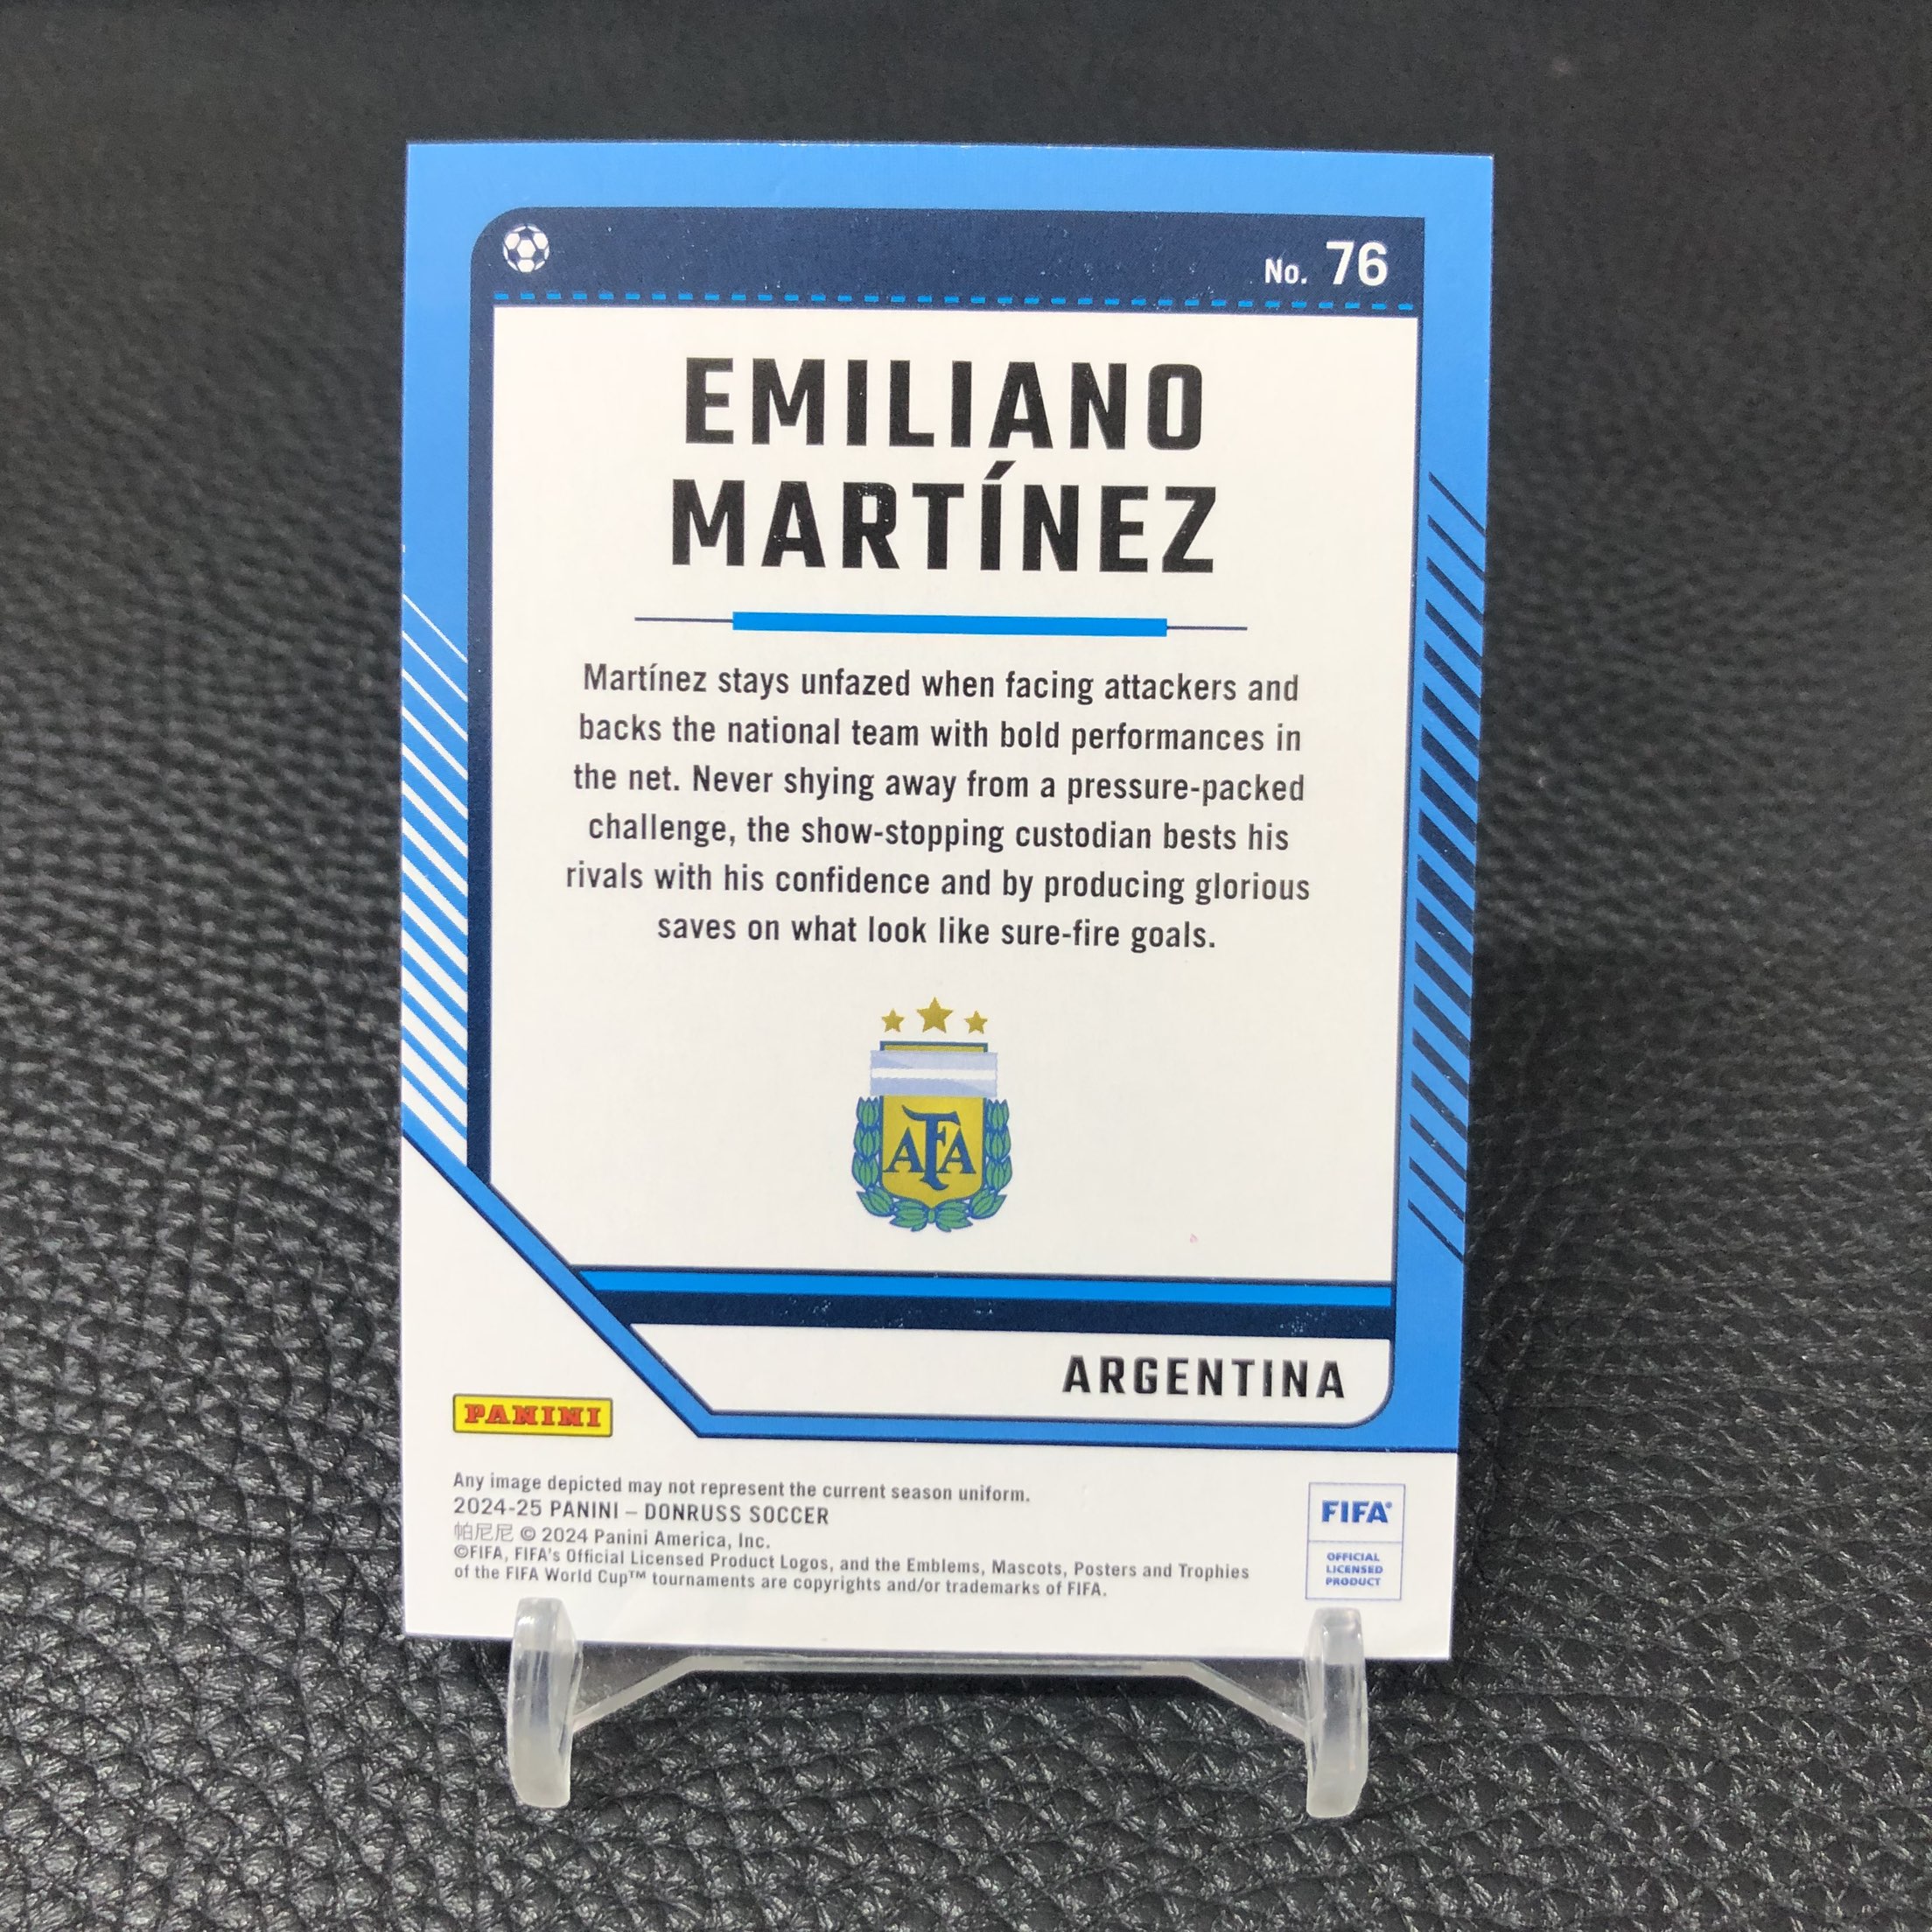 No. 76
EMILIANO
MARTÍNEZ
Martínez stays unfazed when facing attackers and
backs the national team with bold performances in
the net. Never shying away from a pressure-packed
challenge, the show-stopping custodian bests his
rivals with his confidence and by producing glorious
saves on what look like sure-fire goals.
AFA
ARGENTINA
PANINI
Any image depicted may not represent the current season uniform.
2024-25 PANINI – DONRUSS SOCCER
帕尼尼 © 2024 Panini America, Inc.
©FIFA, FIFA's Official Licensed Product Logos, and the Emblems, Mascots, Posters and Trophies
of the FIFA World Cup™ tournaments are copyrights and/or trademarks of FIFA.
FIFA®
OFFICIAL
LICENSED
PRODUCT